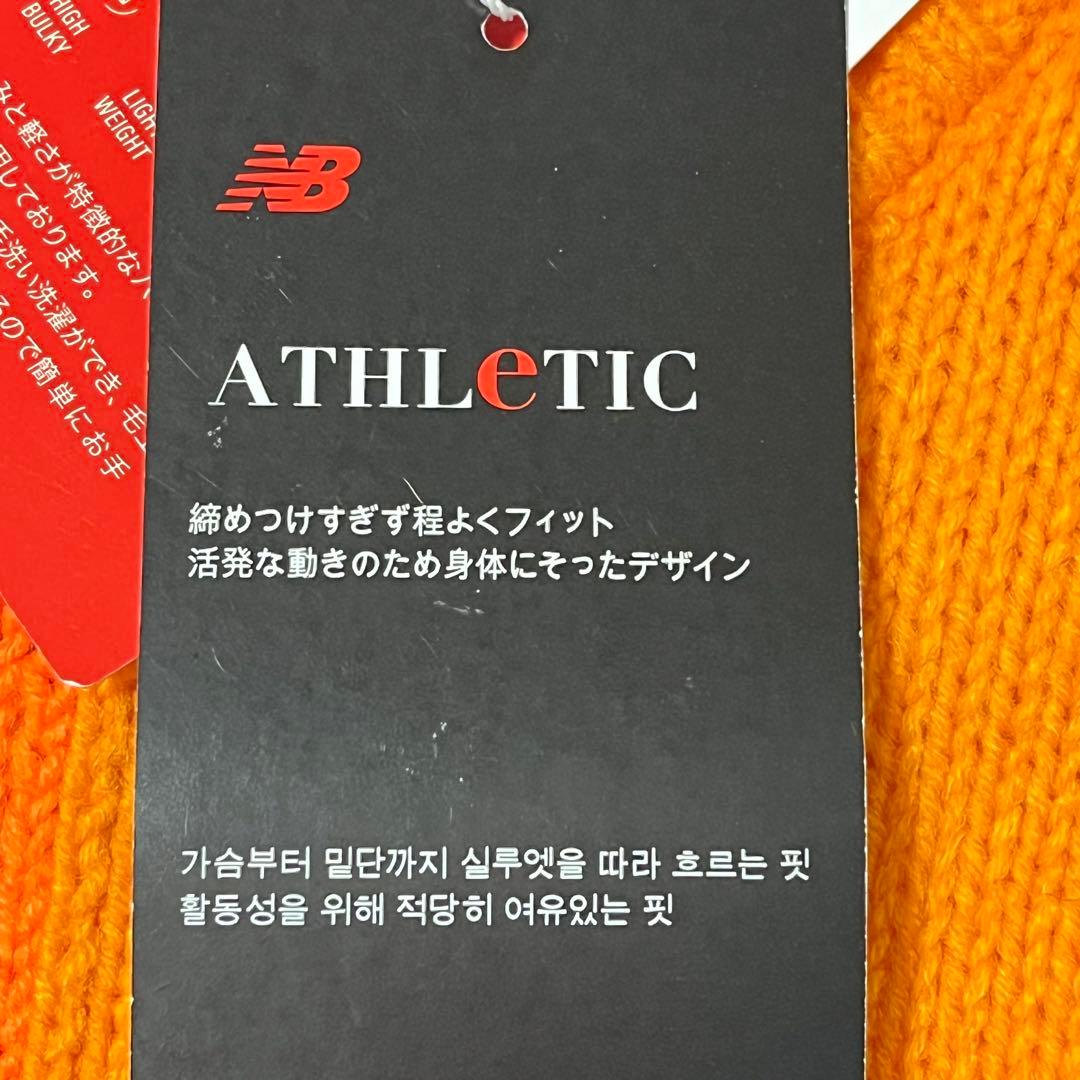 HIGH
BULKY
LIGHT
WEIGHT
みと軽さが特徴的な
用しております。
手洗い洗濯ができ、毛
るので簡単にお手
NB
ATHLeTIC
締めつけすぎず程よくフィット
活発な動きのため身体にそったデザイン
가슴부터 밑단까지 실루엣을 따라 흐르는 핏
활동성을 위해 적당히 여유있는 핏